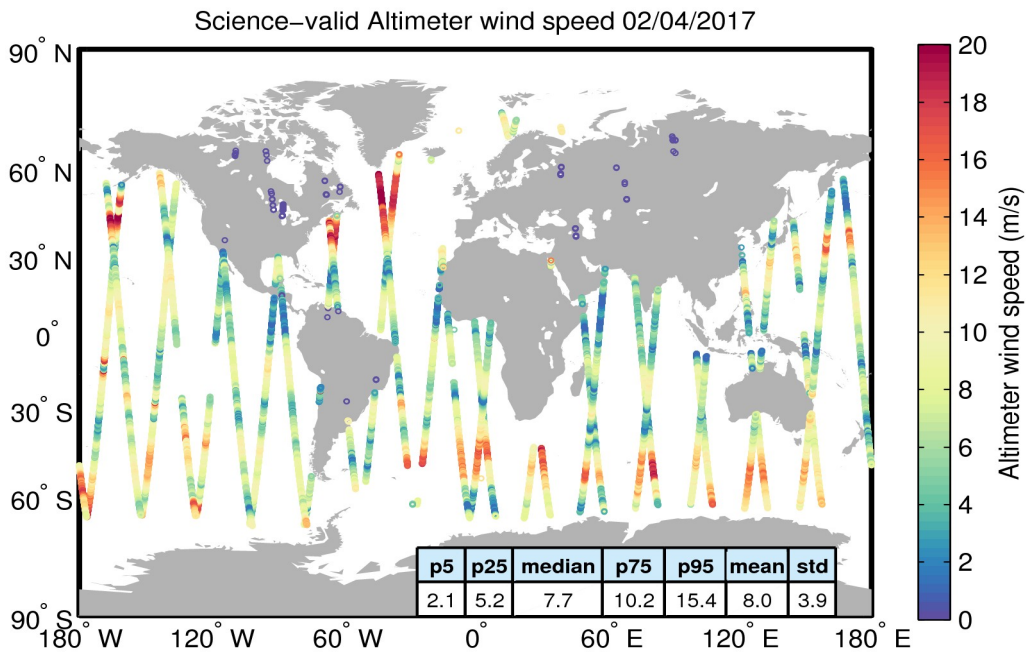 Science−valid Altimeter wind speed 02/04/2017
90° N
60° N
30° N
0°
30° S
60° S
90° S
180° W
120° W
60° W
0°
60° E
120° E
180° E
p5 p25 median p75 p95 mean std
2.1 5.2 7.7 10.2 15.4 8.0 3.9
20
18
16
14
12
10
8
6
4
2
0
Altimeter wind speed (m/s)